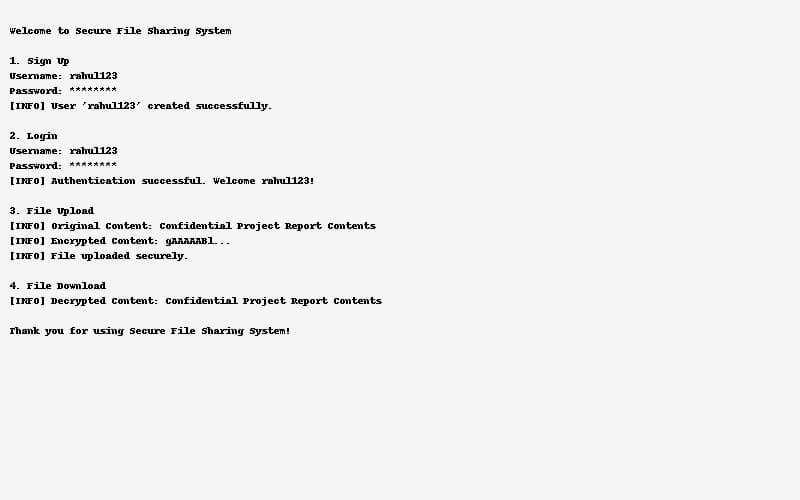 Welcome to Secure File Sharing System
1. Sign Up
Username: rahul123
Password: ********
[INFO] User 'rahul123' created successfully.
2. Login
Username: rahul123
Password: ********
[INFO] Authentication successful. Welcome rahul123!
3. File Upload
[INFO] Original Content: Confidential Project Report Contents
[INFO] Encrypted Content: gAAAAABl...
[INFO] File uploaded securely.
4. File Download
[INFO] Decrypted Content: Confidential Project Report Contents
Thank you for using Secure File Sharing System!